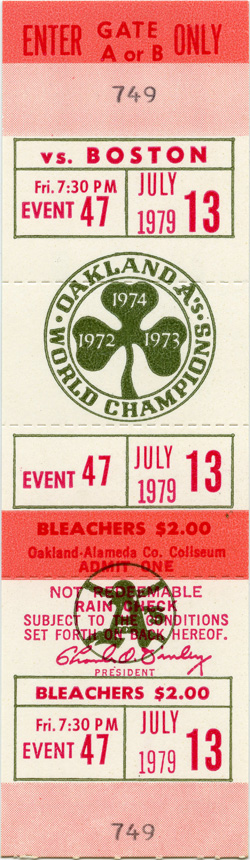 ENTER GATE A or B ONLY
749
vs. BOSTON
Fri. 7:30 PM
EVENT 47
JULY 13
1979
OAKLAND A's
1974
1972 1973
WORLD CHAMPIONS
EVENT 47
JULY 13
1979
BLEACHERS $2.00
Oakland-Alameda Co. Coliseum
ADMIT ONE
NOT REDEEMABLE
RAIN CHECK
SUBJECT TO THE CONDITIONS
SET FORTH ON BACK HEREOF.
Charles O. Finley
PRESIDENT
BLEACHERS $2.00
Fri. 7:30 PM
EVENT 47
JULY 13
1979
749